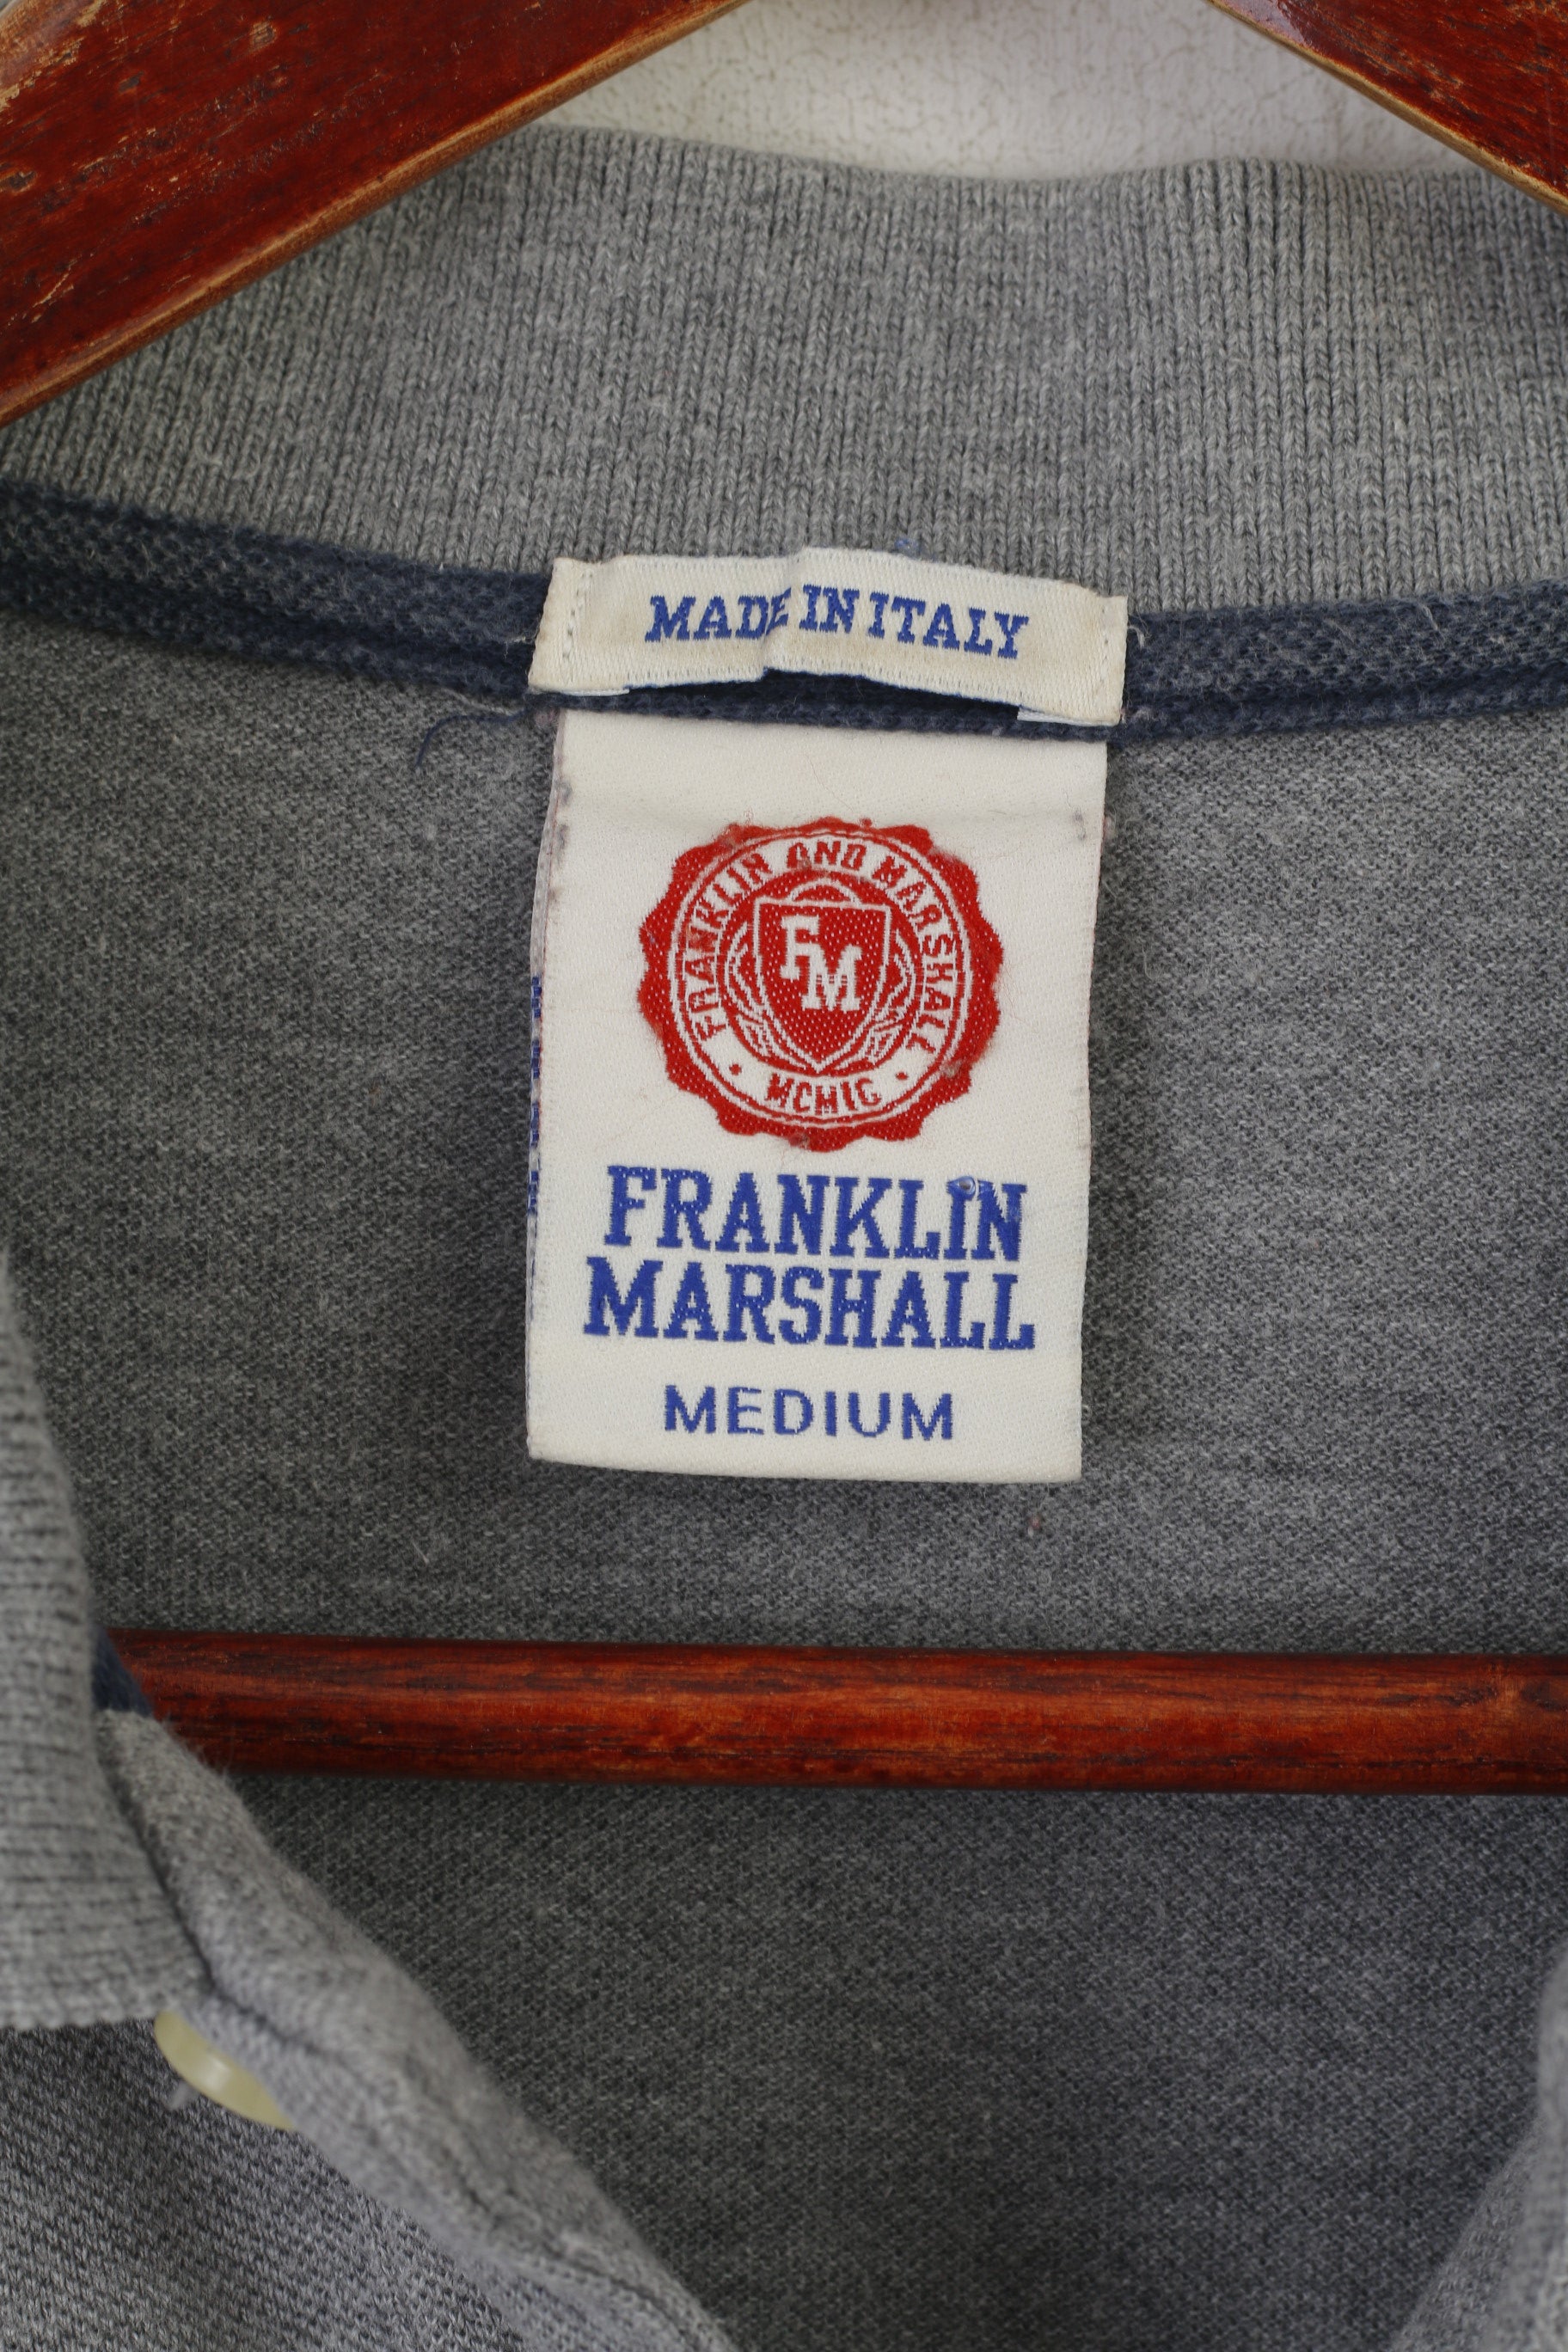 MADE IN ITALY
FRANKLIN AND MARSHALL
FM
• MCMIC •
FRANKLIN
MARSHALL
MEDIUM